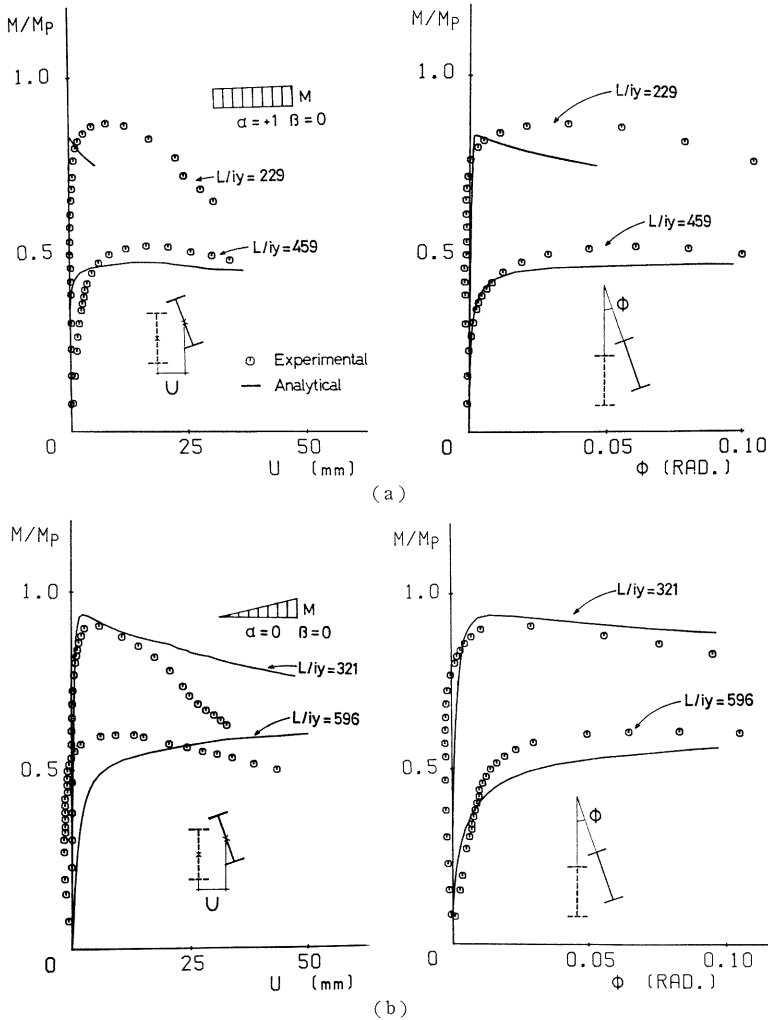 M/Mp
1.0
M
α=+1 β=0
L/iy=229
0.5
L/iy=459
U
Experimental
Analytical
0
25
50
U (mm)
M/Mp
1.0
L/iy=229
0.5
L/iy=459
Φ
0
0.05
0.10
Φ (RAD.)
(a)
M/Mp
1.0
M
α=0 β=0
L/iy=321
L/iy=596
0.5
U
0
25
50
U (mm)
M/Mp
1.0
L/iy=321
L/iy=596
0.5
Φ
0
0.05
0.10
Φ (RAD.)
(b)